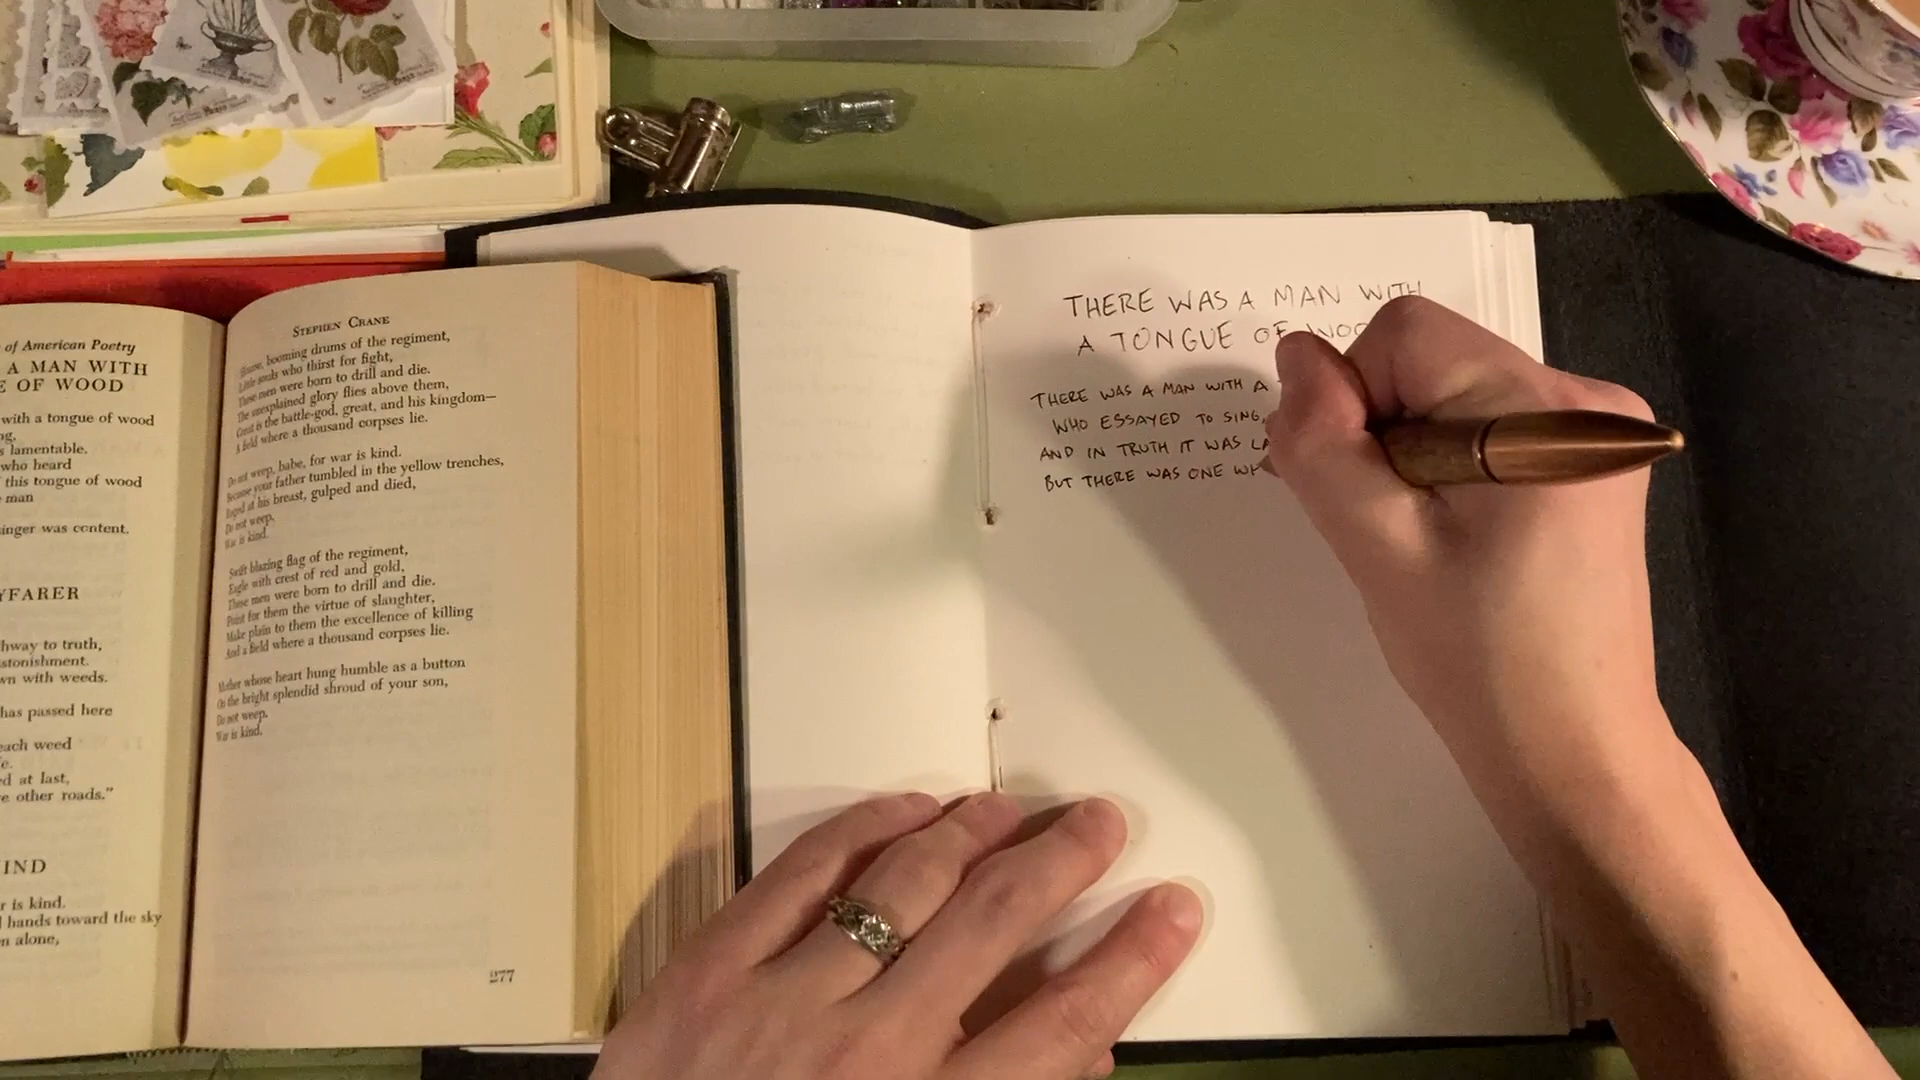 of American Poetry
A MAN WITH
E OF WOOD
with a tongue of wood
ng,
s lamentable.
who heard
this tongue of wood
man
inger was content.
YFARER
hway to truth,
stonishment.
wn with weeds.
has passed here
each weed
e.
d at last,
e other roads."
IND
r is kind.
hands toward the sky
n alone,
STEPHEN CRANE
booming drums of the regiment,
Little souls who thirst for fight,
These men were born to drill and die.
The unexplained glory flies above them,
Great is the battle-god, great, and his kingdom—
A field where a thousand corpses lie.
Do not weep, babe, for war is kind.
Because your father tumbled in the yellow trenches,
Raged at his breast, gulped and died,
Do not weep.
War is kind.
Swift blazing flag of the regiment,
Eagle with crest of red and gold,
These men were born to drill and die.
Point for them the virtue of slaughter,
Make plain to them the excellence of killing
And a field where a thousand corpses lie.
Mother whose heart hung humble as a button
On the bright splendid shroud of your son,
Do not weep.
War is kind.
277
THERE WAS A MAN WITH
A TONGUE OF WOO
THERE WAS A MAN WITH A
WHO ESSAYED TO SING,
AND IN TRUTH IT WAS LA
BUT THERE WAS ONE WH